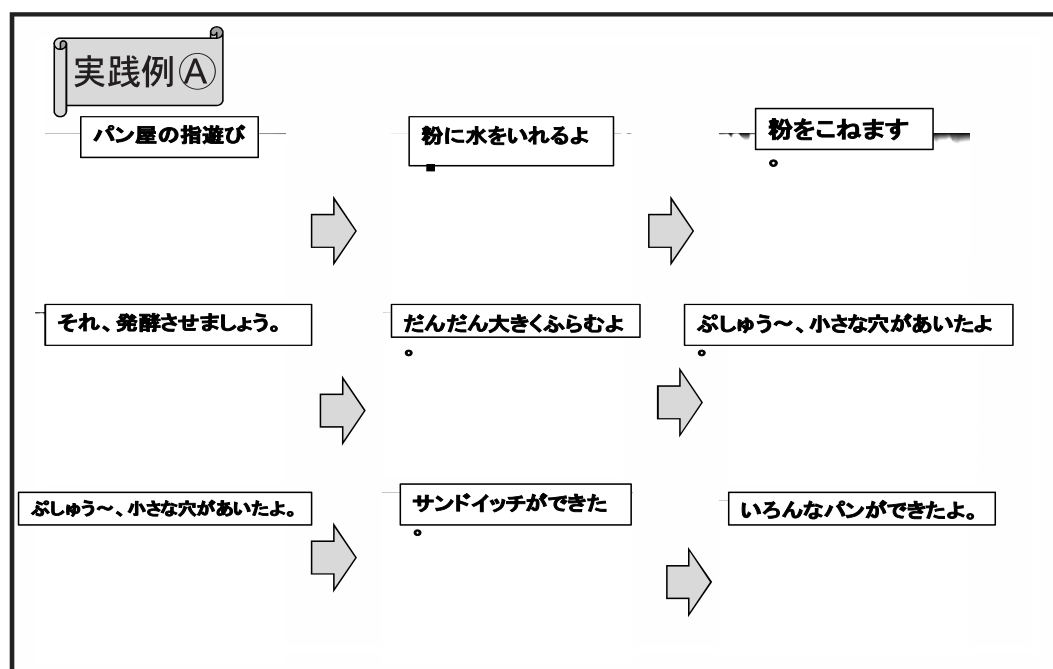 実践例Ⓐ
パン屋の指遊び
粉に水をいれるよ
。
粉をこねます
。
それ、発酵させましょう。
だんだん大きくふらむよ
。
ぷしゅう～、小さな穴があいたよ
。
ぷしゅう～、小さな穴があいたよ。
サンドイッチができた
。
いろんなパンができたよ。